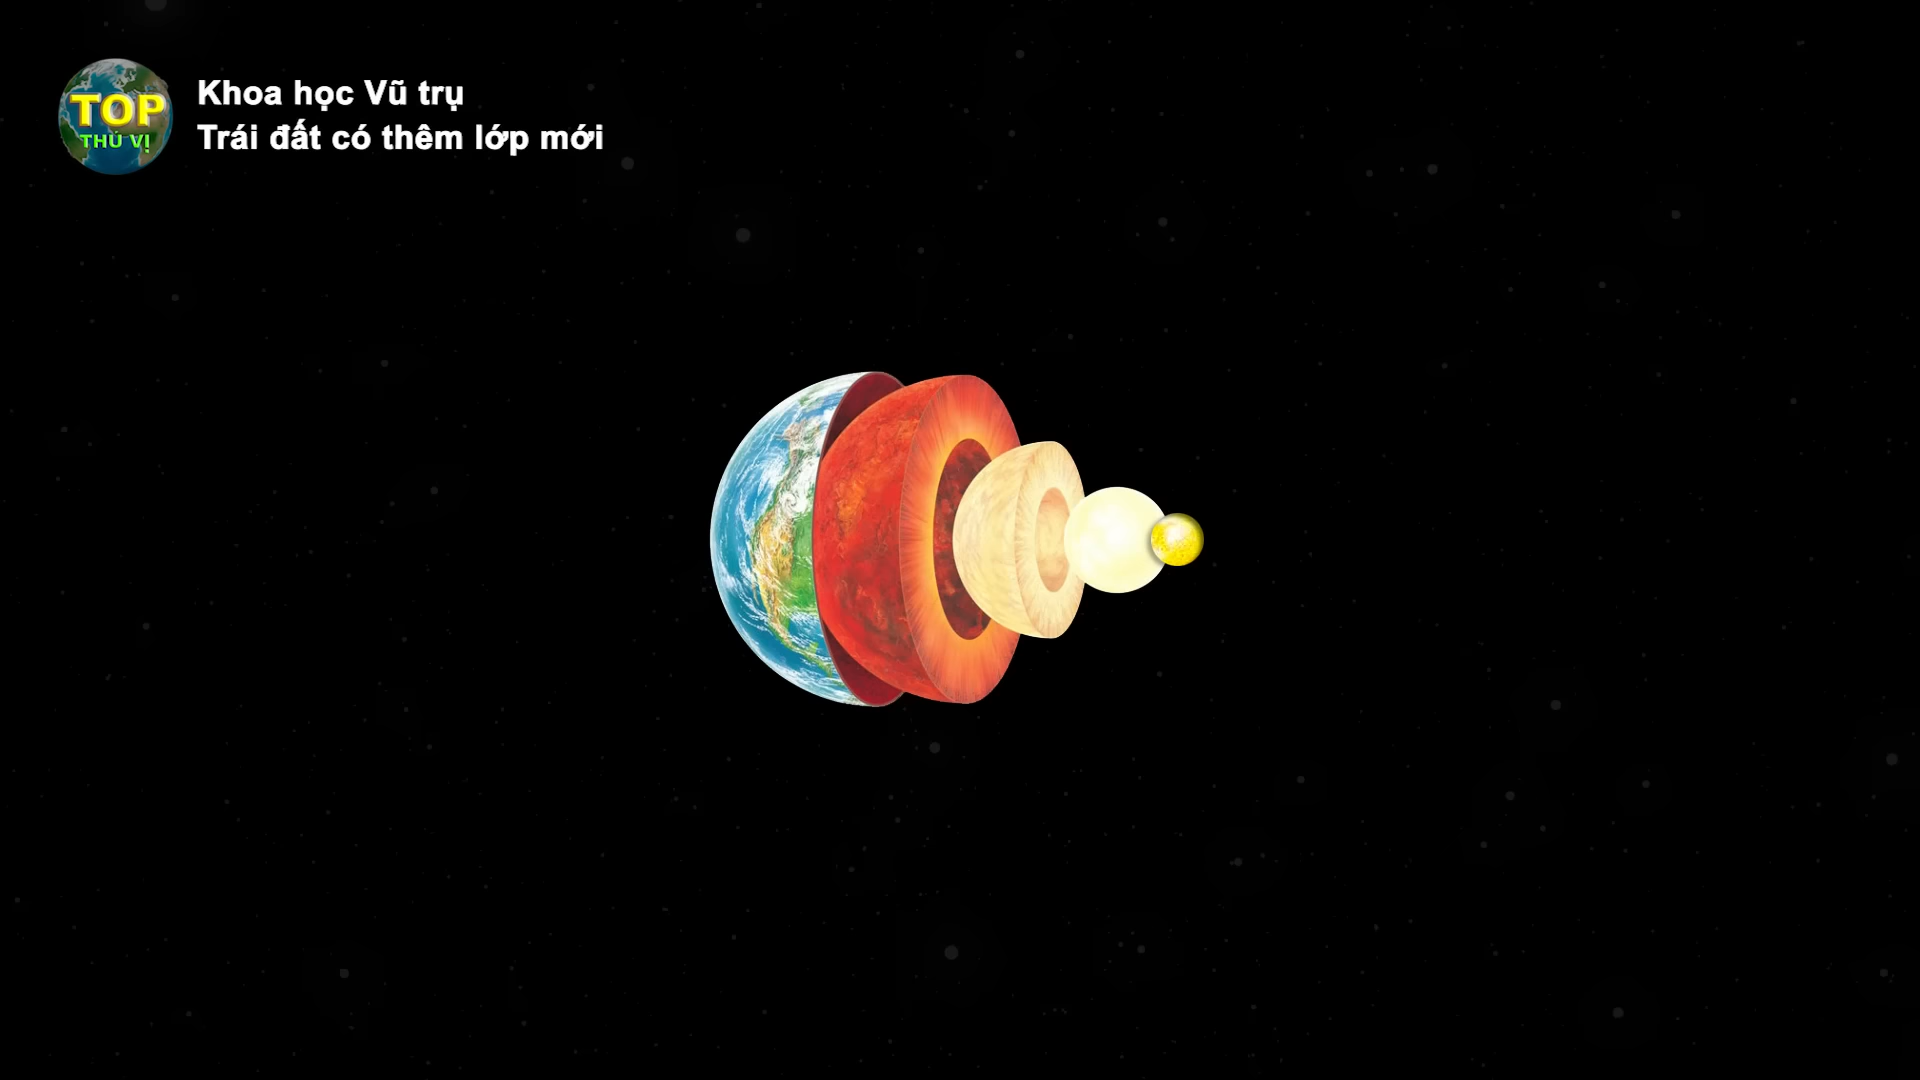 TOP
THÚ VỊ
Khoa học Vũ trụ
Trái đất có thêm lớp mới